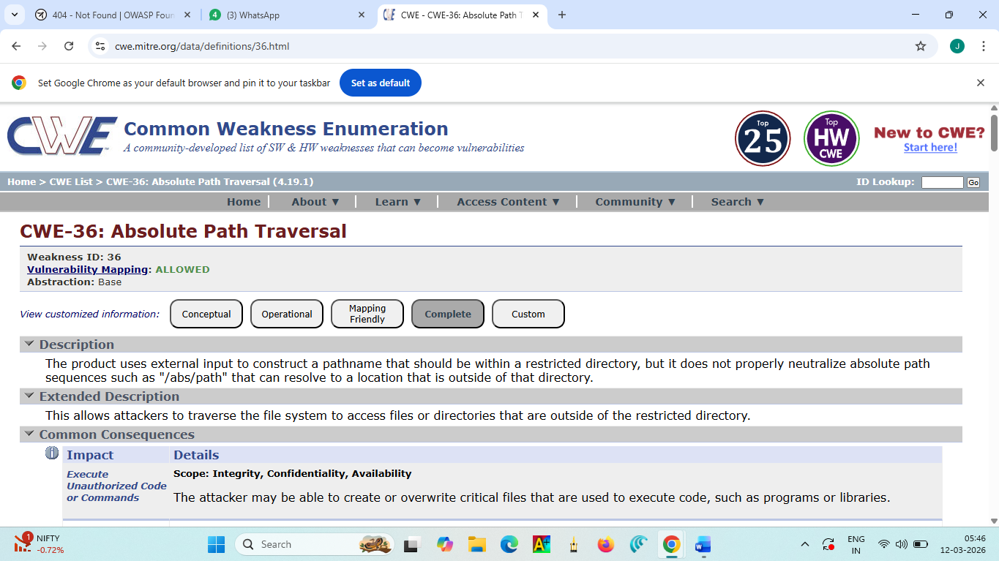 404 - Not Found | OWASP Foun
4
(3) WhatsApp
CWE - CWE-36: Absolute Path T
cwe.mitre.org/data/definitions/36.html
J
Set Google Chrome as your default browser and pin it to your taskbar
Set as default
CWE
Common Weakness Enumeration
A community-developed list of SW & HW weaknesses that can become vulnerabilities
Top
25
Top
HW
CWE
New to CWE?
Start here!
Home > CWE List > CWE-36: Absolute Path Traversal (4.19.1)
ID Lookup:
Go
Home
About ▼
Learn ▼
Access Content ▼
Community ▼
Search ▼
CWE-36: Absolute Path Traversal
Weakness ID: 36
Vulnerability Mapping: ALLOWED
Abstraction: Base
View customized information:
Conceptual
Operational
Mapping
Friendly
Complete
Custom
Description
The product uses external input to construct a pathname that should be within a restricted directory, but it does not properly neutralize absolute path
sequences such as "/abs/path" that can resolve to a location that is outside of that directory.
Extended Description
This allows attackers to traverse the file system to access files or directories that are outside of the restricted directory.
Common Consequences
Impact
Details
Execute
Unauthorized Code
or Commands
Scope: Integrity, Confidentiality, Availability
The attacker may be able to create or overwrite critical files that are used to execute code, such as programs or libraries.
1
NIFTY
-0.72%
Search
ENG
IN
05:46
12-03-2026